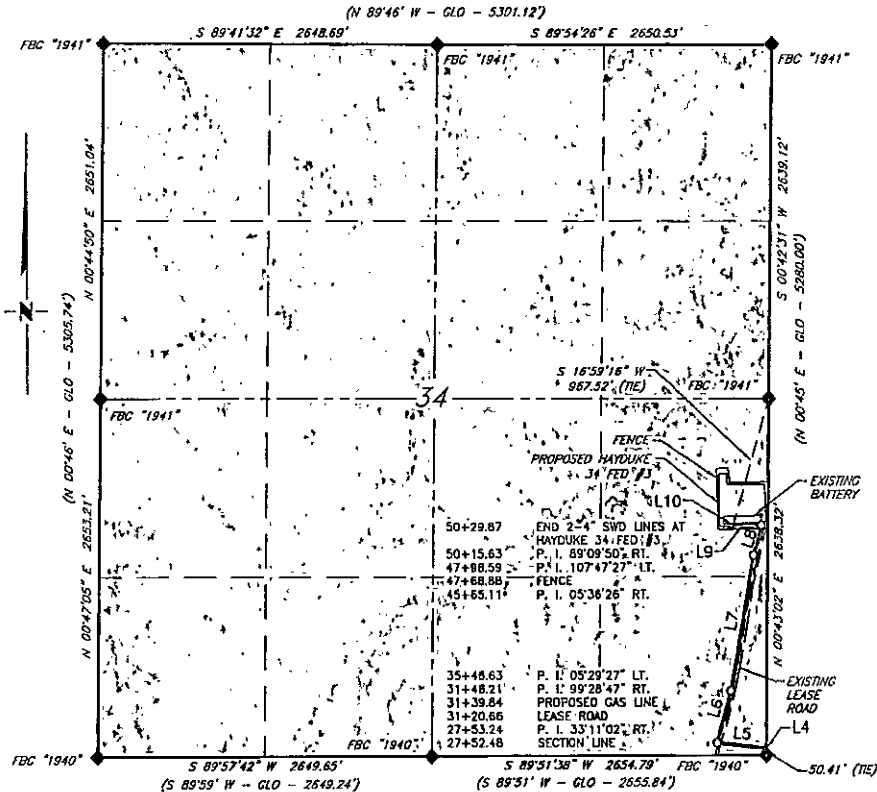 (N 89°46' W - GLO - 5301.12')
S 89°41'32" E 2648.69'
S 89°54'26" E 2650.53'
FBC "1941"
FBC "1941"
FBC "1941"
N 00°44'50" E 2651.04'
S 00°42'31" W 2639.12'
(N 00°46' E - GLO - 5305.74')
(N 00°45' E - GLO - 5280.00')
N
S 16°59'16" W
967.52' (TIE)
FBC "1941"
FBC "1941"
34
FENCE
PROPOSED HAYDUKE
34 FED #3
L10
EXISTING
BATTERY
50+29.87 END 2-4" SWD LINES AT
HAYDUKE 34 FED #3
50+15.63 P. I. 89°09'50" RT.
47+98.59 P. I. 107°47'27" LT.
47+68.88 FENCE
45+65.11 P. I. 05°36'26" RT.
L9
L8
N 00°47'05" E 2653.21'
N 00°43'02" E 2638.32'
L7
35+46.63 P. I. 05°29'27" LT.
31+48.21 P. I. 99°28'47" RT.
31+39.84 PROPOSED GAS LINE
31+20.66 LEASE ROAD
27+53.24 P. I. 33°11'02" RT.
27+52.48 SECTION LINE
EXISTING
LEASE
ROAD
L6
L5
L4
FBC "1940"
FBC "1940"
FBC "1940"
S 89°57'42" W 2649.65'
S 89°51'38" W 2654.79'
50.41' (TIE)
(S 89°59' W - GLO - 2649.24')
(S 89°51' W - GLO - 2655.84')